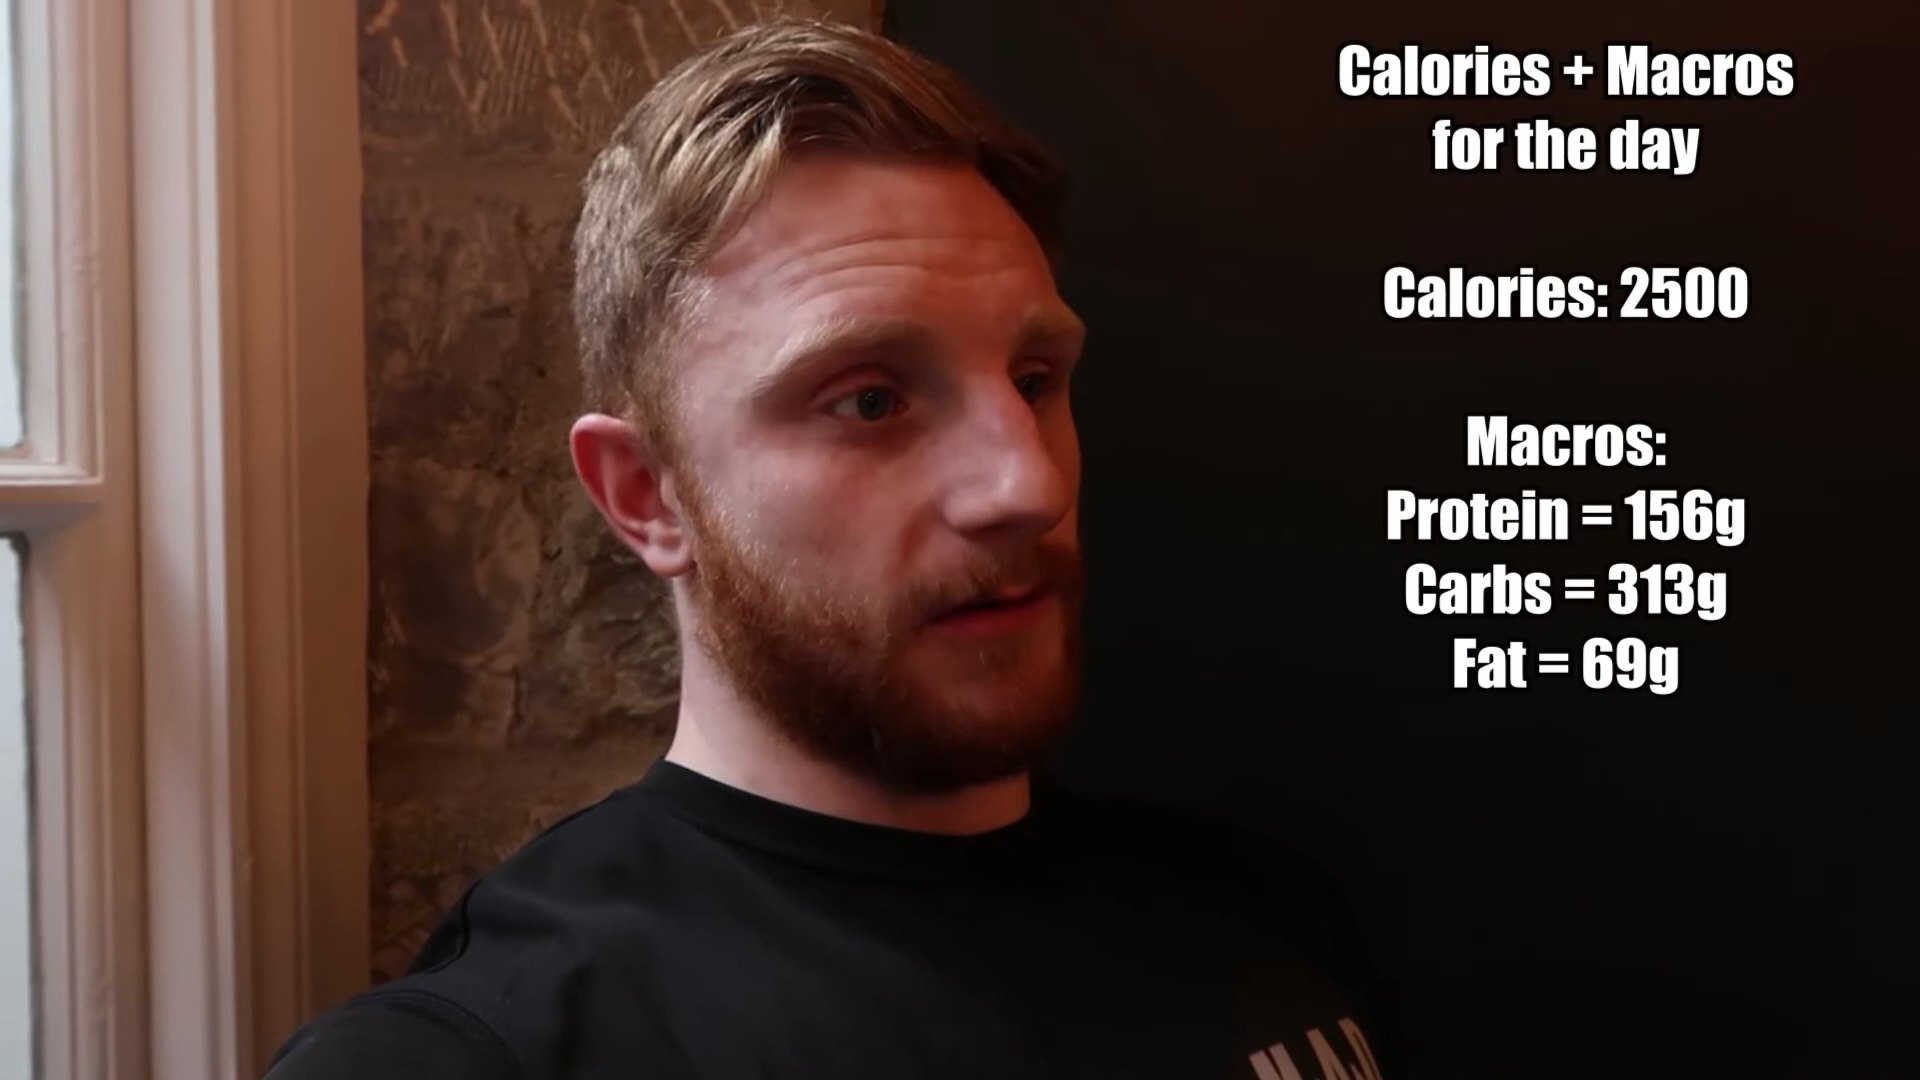 Calories + Macros
for the day
Calories: 2500
Macros:
Protein = 156g
Carbs = 313g
Fat = 69g